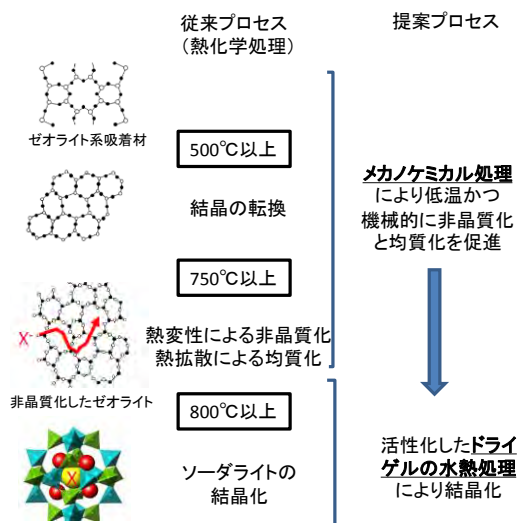 従来プロセス
（熱化学処理）
提案プロセス
ゼオライト系吸着材
500℃以上
結晶の転換
メカノケミカル処理
により低温かつ
機械的に非晶質化
と均質化を促進
750℃以上
X-
熱変性による非晶質化
熱拡散による均質化
非晶質化したゼオライト
800℃以上
X
ソーダライトの
結晶化
活性化したドライ
ゲルの水熱処理
により結晶化